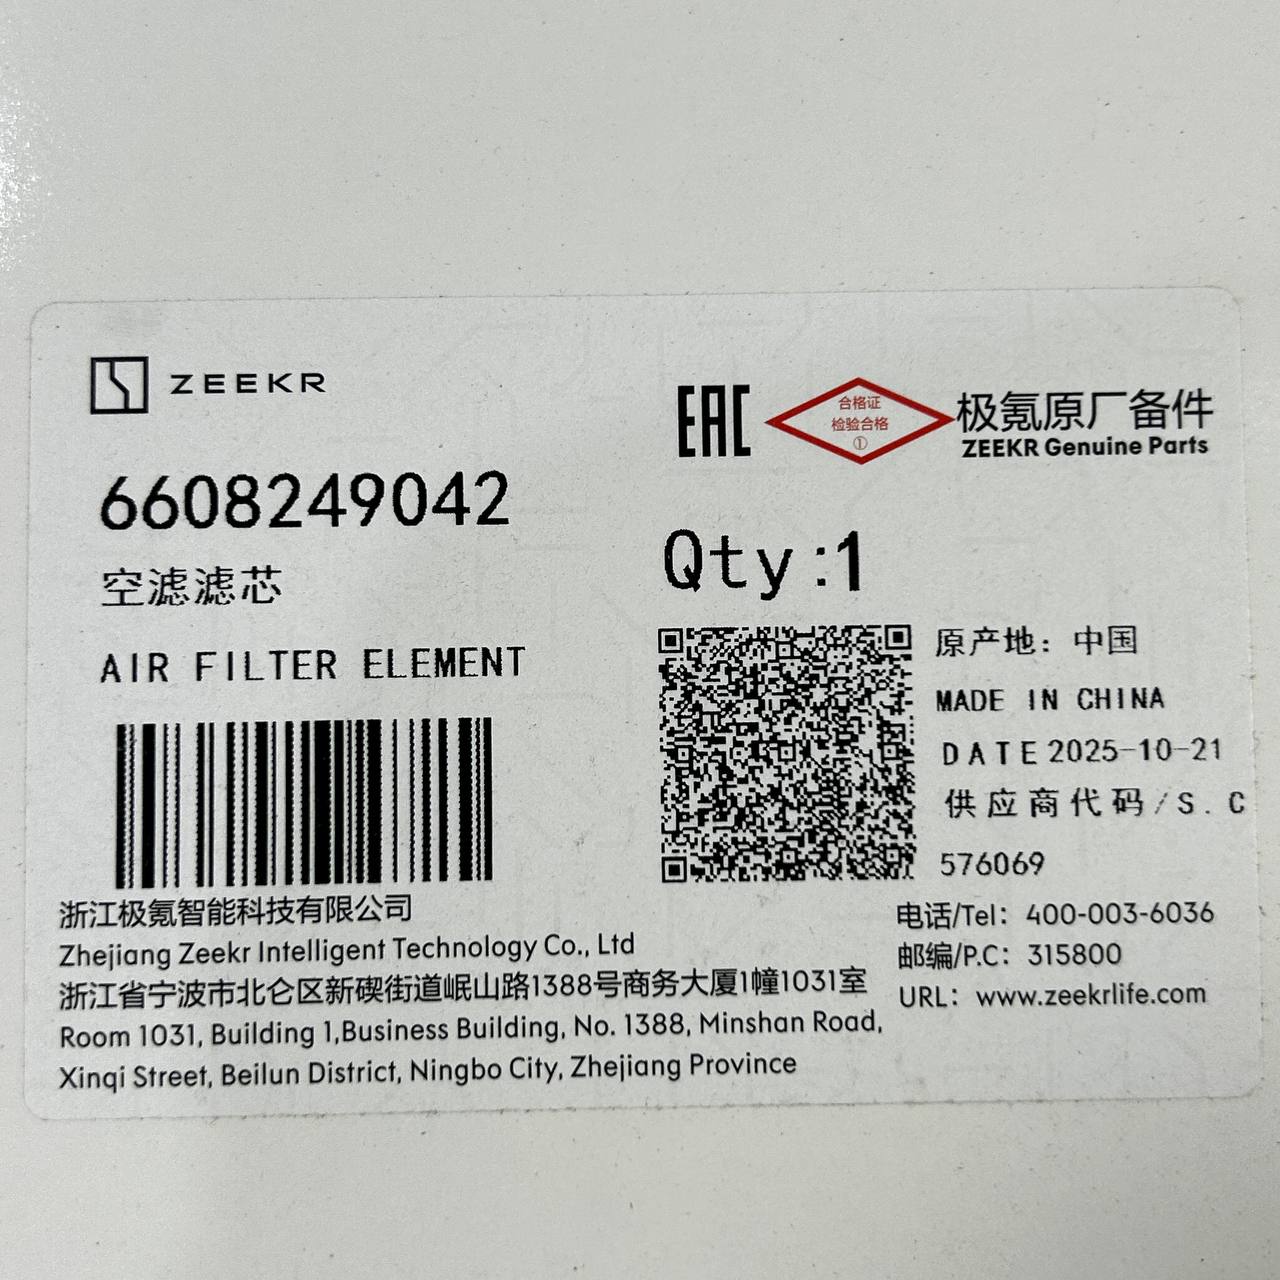 ZEEKR
EAC
合格证
检验合格
①
极氪原厂备件
ZEEKR Genuine Parts
6608249042
Qty:1
空滤滤芯
AIR FILTER ELEMENT
原产地：中国
MADE IN CHINA
DATE 2025-10-21
供应商代码/S.C
576069
浙江极氪智能科技有限公司
Zhejiang Zeekr Intelligent Technology Co., Ltd
浙江省宁波市北仑区新碶街道岷山路1388号商务大厦1幢1031室
Room 1031, Building 1,Business Building, No. 1388, Minshan Road,
Xinqi Street, Beilun District, Ningbo City, Zhejiang Province
电话/Tel：400-003-6036
邮编/P.C：315800
URL：www.zeekrlife.com